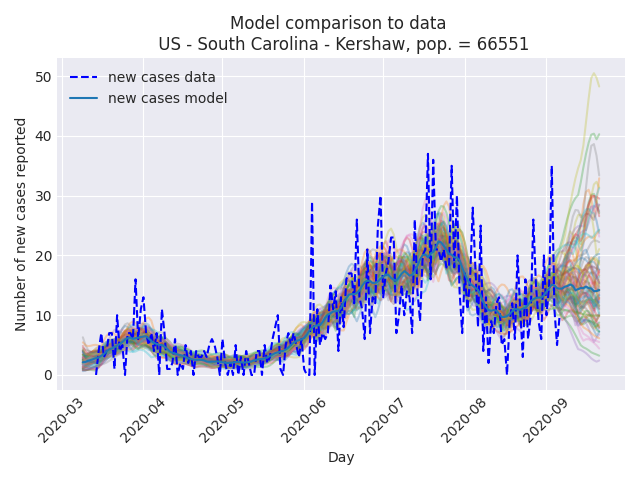 Model comparison to data
US - South Carolina - Kershaw, pop. = 66551
new cases data
new cases model
Number of new cases reported
50
40
30
20
10
0
2020-03
2020-04
2020-05
2020-06
2020-07
2020-08
2020-09
Day